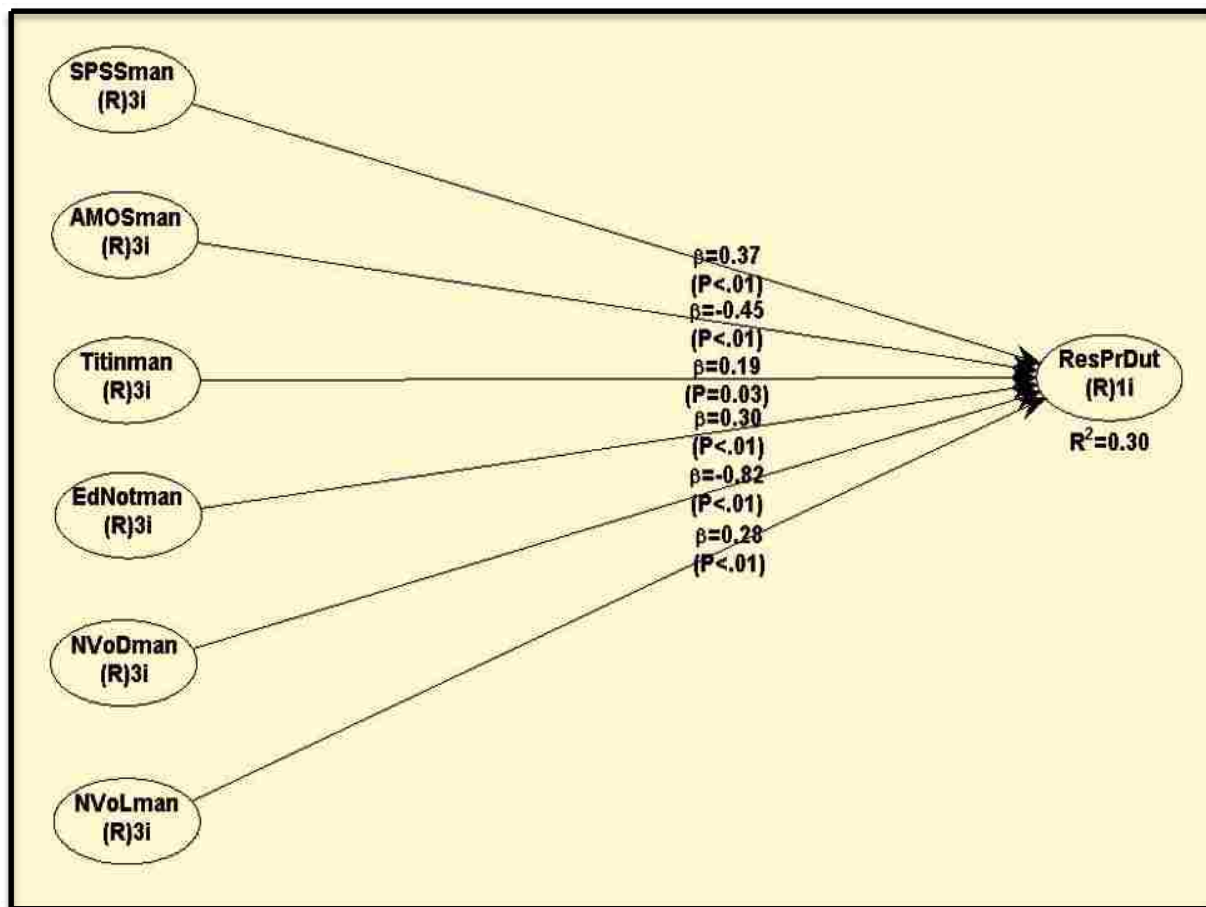 SPSSman
(R)3i
AMOSman
(R)3i
Titinman
(R)3i
EdNotman
(R)3i
NVoDman
(R)3i
NVoLman
(R)3i
β=0.37
(P<.01)
β=-0.45
(P<.01)
β=0.19
(P=0.03)
β=0.30
(P<.01)
β=-0.82
(P<.01)
β=0.28
(P<.01)
ResPrDut
(R)1i
R²=0.30